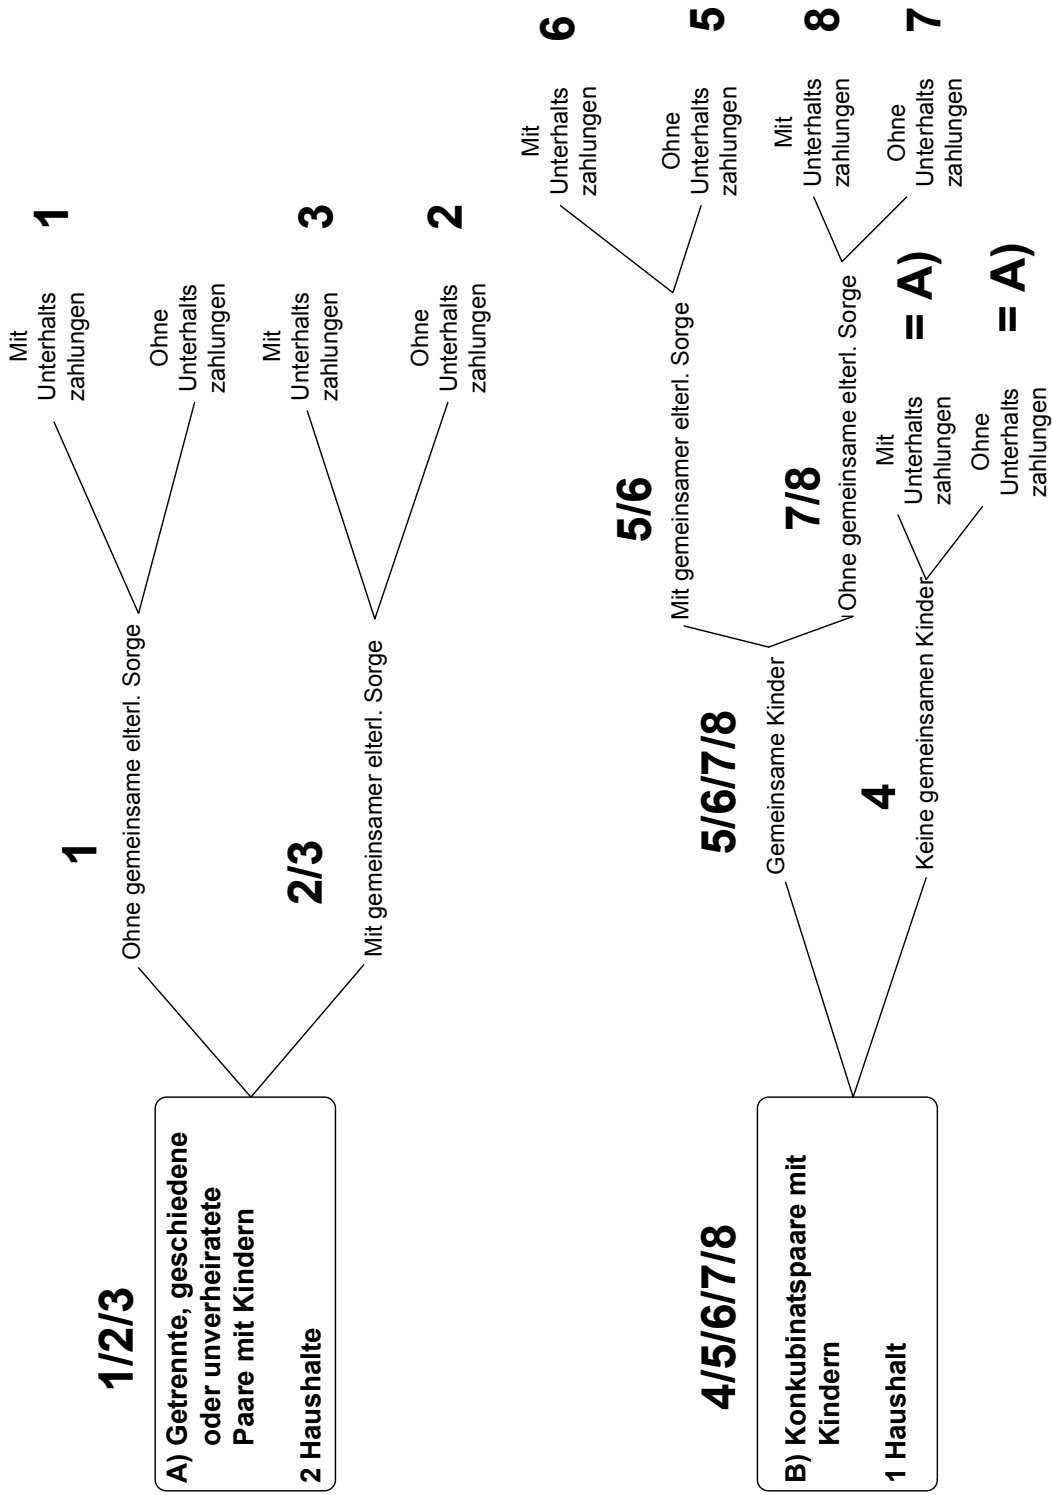 1/2/3
A) Getrennte, geschiedene
oder unverheiratete
Paare mit Kindern
2 Haushalte
1
Ohne gemeinsame elterl. Sorge
Mit
Unterhalts
zahlungen
1
Ohne
Unterhalts
zahlungen
2/3
Mit gemeinsamer elterl. Sorge
Mit
Unterhalts
zahlungen
3
Ohne
Unterhalts
zahlungen
2
4/5/6/7/8
B) Konkubinatspaare mit
Kindern
1 Haushalt
5/6/7/8
Gemeinsame Kinder
5/6
Mit gemeinsamer elterl. Sorge
Mit
Unterhalts
zahlungen
6
Ohne
Unterhalts
zahlungen
5
7/8
Ohne gemeinsame elterl. Sorge
Mit
Unterhalts
zahlungen
8
Ohne
Unterhalts
zahlungen
7
4
Keine gemeinsamen Kinder
Mit
Unterhalts
zahlungen
= A)
Ohne
Unterhalts
zahlungen
= A)